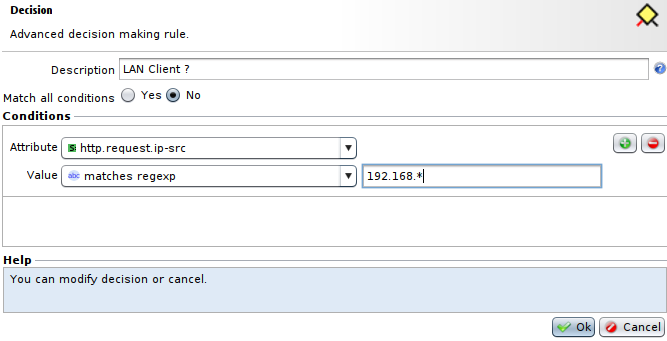 Decision
Advanced decision making rule.
Description LAN Client ?
Match all conditions Yes No
Conditions
Attribute S http.request.ip-src
Value abc matches regexp 192.168.*
Help
You can modify decision or cancel.
Ok Cancel